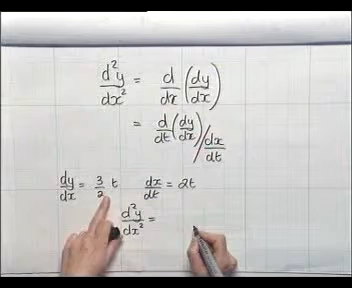 d²y/dx² = d/dx (dy/dx)
= d/dt (dy/dx) / dx/dt
dy/dx = 3/2 t   dx/dt = 2t
d²y/dx² =